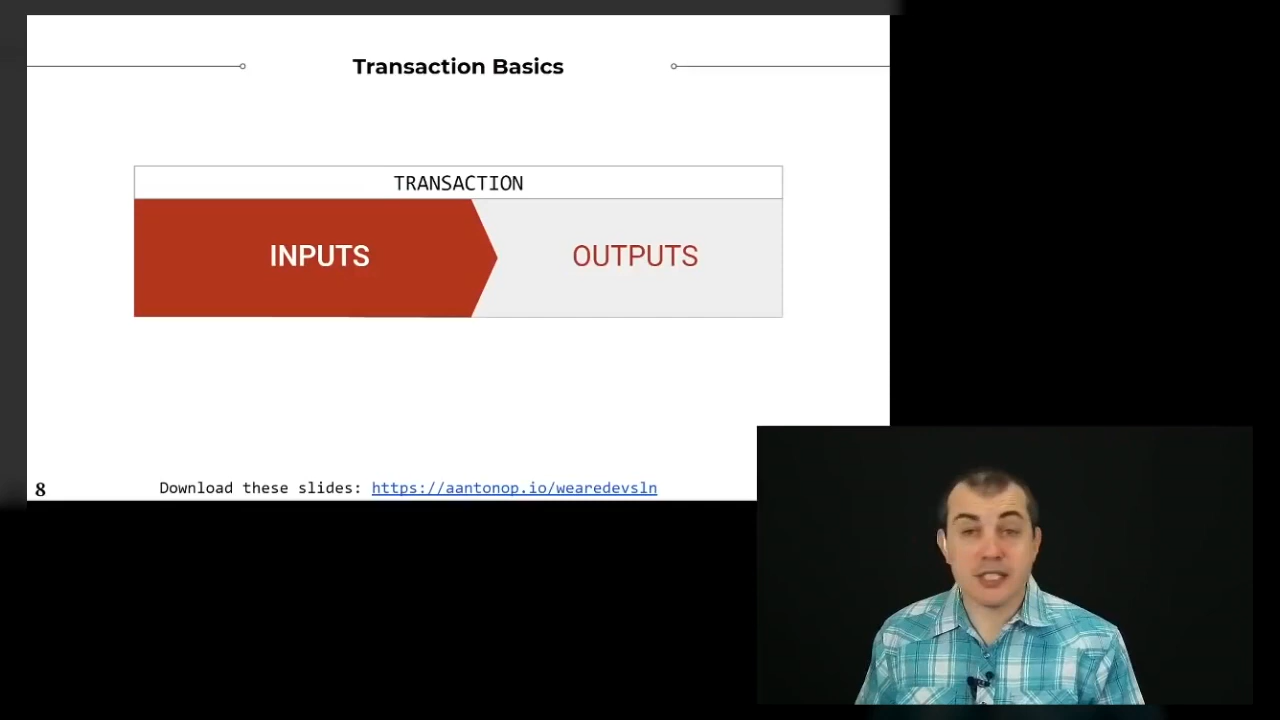 Transaction Basics
TRANSACTION
INPUTS
OUTPUTS
8
Download these slides: https://aantonop.io/wearedevsln